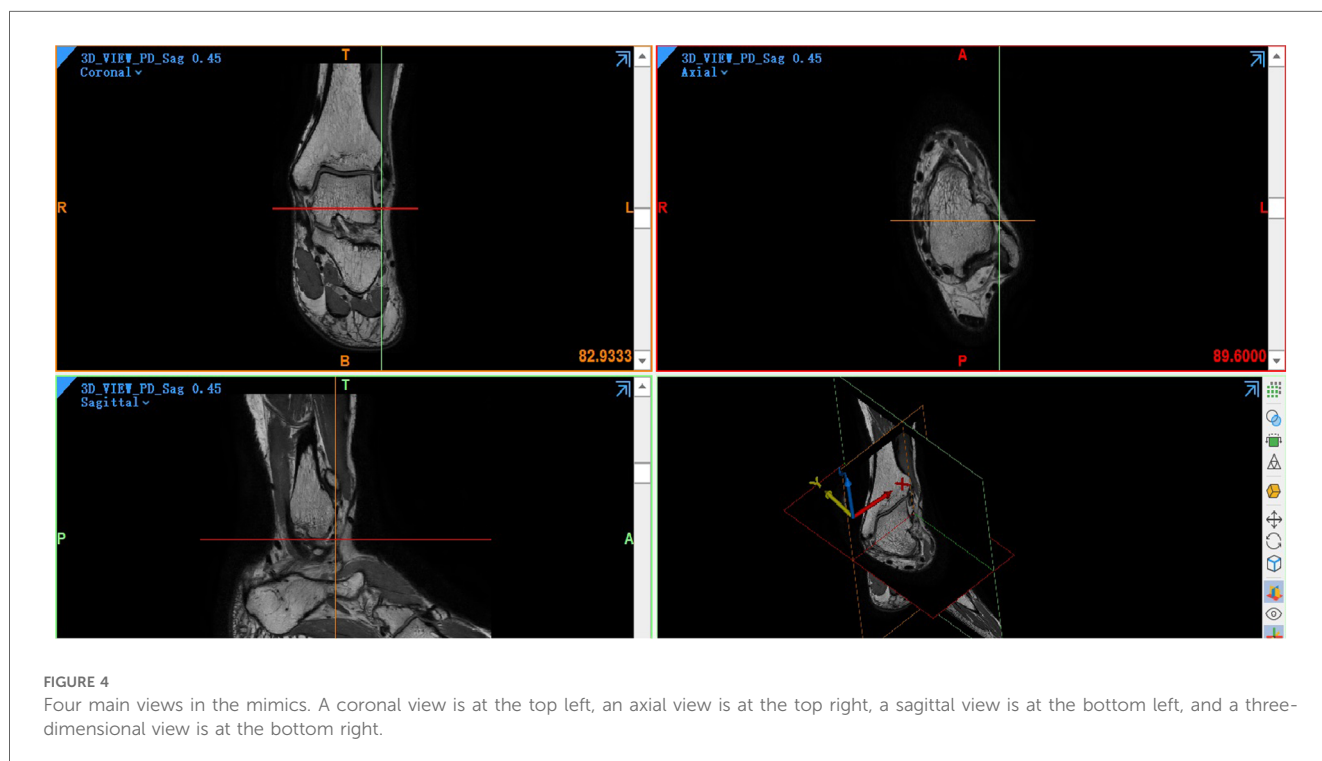 3D_VIEW_PD_Sag 0.45
Coronal
T
R
L
B
82.9333
3D_VIEW_PD_Sag 0.45
Axial
A
R
L
P
89.6000
3D_VIEW_PD_Sag 0.45
Sagittal
T
P
A
Y
X
FIGURE 4
Four main views in the mimics. A coronal view is at the top left, an axial view is at the top right, a sagittal view is at the bottom left, and a three-
dimensional view is at the bottom right.